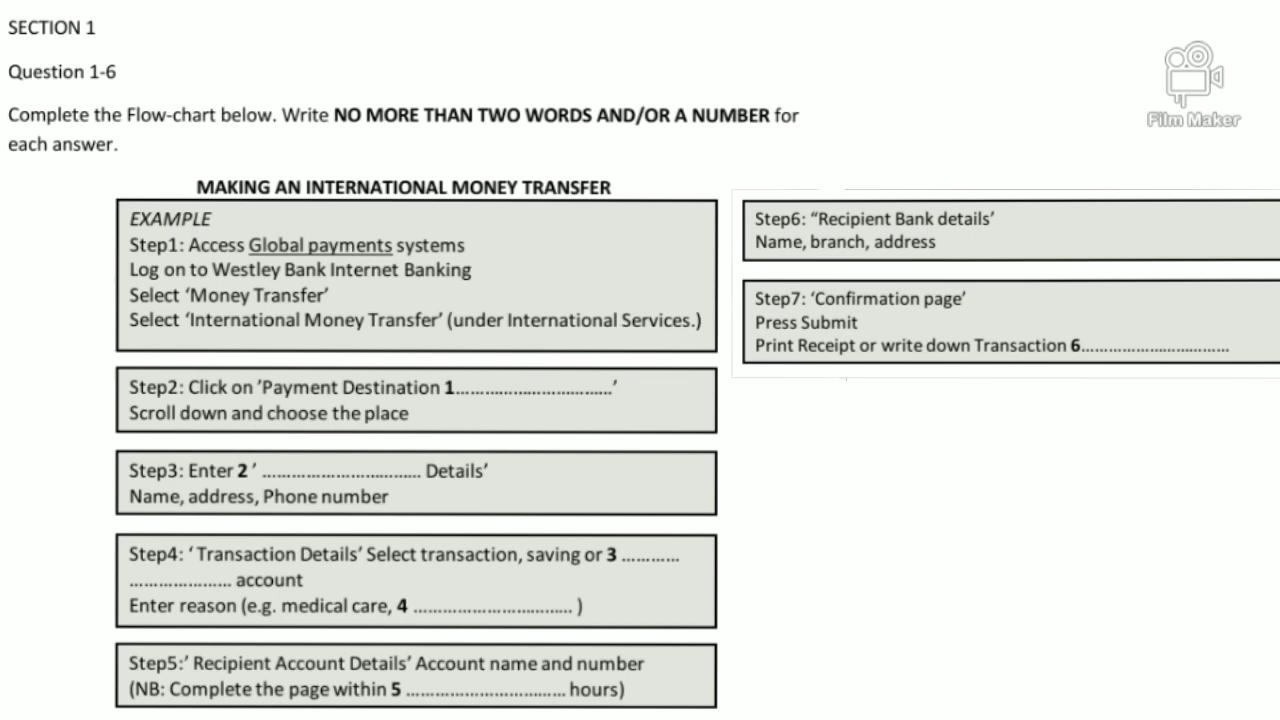 SECTION 1
Question 1-6
Complete the Flow-chart below. Write NO MORE THAN TWO WORDS AND/OR A NUMBER for
each answer.
Film Maker
MAKING AN INTERNATIONAL MONEY TRANSFER
EXAMPLE
Step1: Access Global payments systems
Log on to Westley Bank Internet Banking
Select ‘Money Transfer’
Select ‘International Money Transfer’ (under International Services.)
Step2: Click on ’Payment Destination 1.................................’
Scroll down and choose the place
Step3: Enter 2 ’ ................................. Details’
Name, address, Phone number
Step4: ‘ Transaction Details’ Select transaction, saving or 3 ............
..................... account
Enter reason (e.g. medical care, 4 ................................. )
Step5:’ Recipient Account Details’ Account name and number
(NB: Complete the page within 5 ................................. hours)
Step6: “Recipient Bank details’
Name, branch, address
Step7: ‘Confirmation page’
Press Submit
Print Receipt or write down Transaction 6.................................